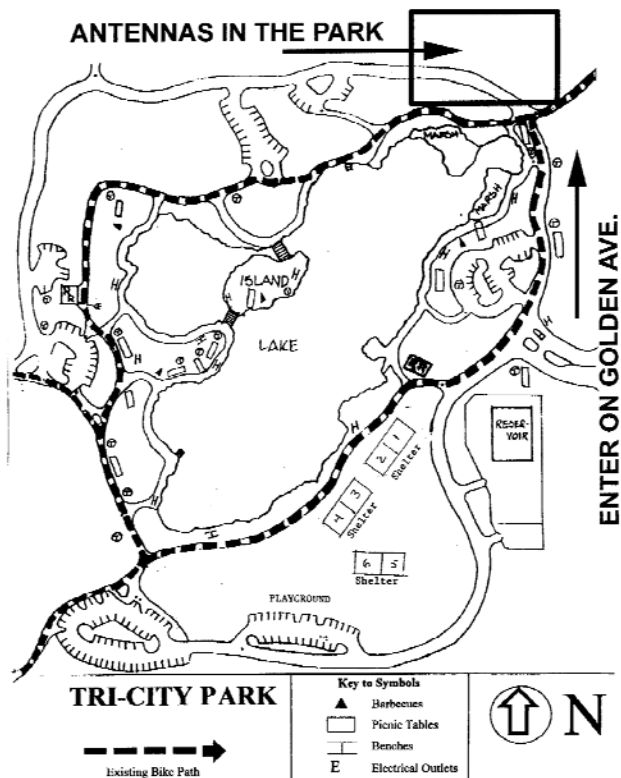 ANTENNAS IN THE PARK
MARSH
MARSH
ENTER ON GOLDEN AVE.
ISLAND
LAKE
RESER-
VOIR
2 1
Shelter
4 3
Shelter
6 5
Shelter
PLAYGROUND
TRI-CITY PARK
Existing Bike Path
Key to Symbols
Barbecues
Picnic Tables
Benches
E Electrical Outlets
N